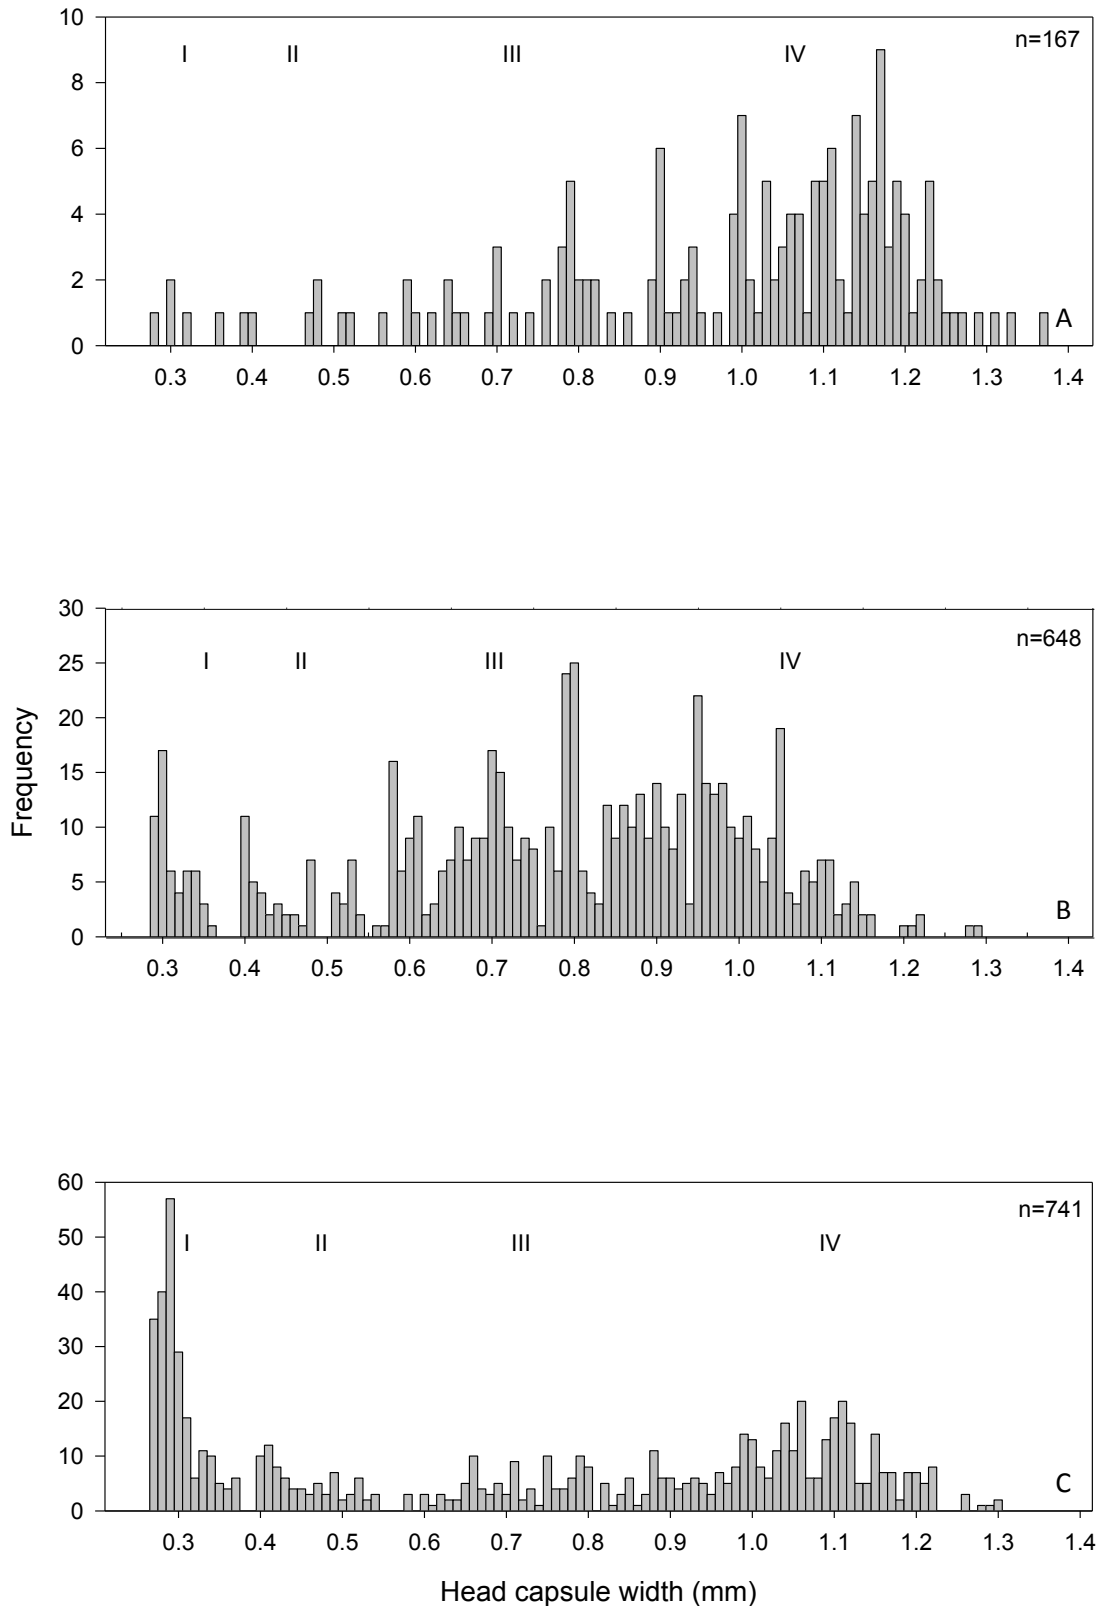 10
I II III IV n=167
8
6
4
2
0
A
0.3 0.4 0.5 0.6 0.7 0.8 0.9 1.0 1.1 1.2 1.3 1.4
30
n=648
25
I II III IV
20
15
10
5
0
B
0.3 0.4 0.5 0.6 0.7 0.8 0.9 1.0 1.1 1.2 1.3 1.4
Frequency
60
n=741
50
I II III IV
40
30
20
10
0
C
0.3 0.4 0.5 0.6 0.7 0.8 0.9 1.0 1.1 1.2 1.3 1.4
Head capsule width (mm)